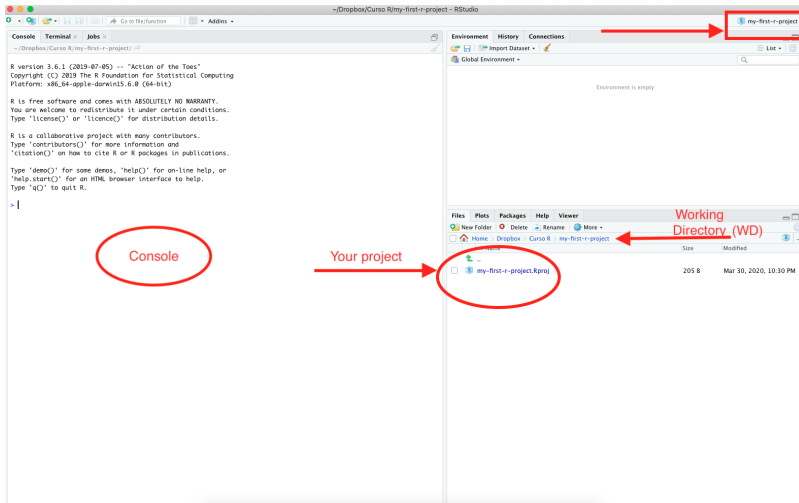 ~/Dropbox/Curso R/my-first-r-project - RStudio
Go to file/function Addins
my-first-r-project
Console Terminal Jobs
~/Dropbox/Curso R/my-first-r-project/
R version 3.6.1 (2019-07-05) -- "Action of the Toes"
Copyright (C) 2019 The R Foundation for Statistical Computing
Platform: x86_64-apple-darwin15.6.0 (64-bit)
R is free software and comes with ABSOLUTELY NO WARRANTY.
You are welcome to redistribute it under certain conditions.
Type 'license()' or 'licence()' for distribution details.
R is a collaborative project with many contributors.
Type 'contributors()' for more information and
'citation()' on how to cite R or R packages in publications.
Type 'demo()' for some demos, 'help()' for on-line help, or
'help.start()' for an HTML browser interface to help.
Type 'q()' to quit R.
>
Console
Your project
Environment History Connections
Import Dataset List
Global Environment
Environment is empty
Files Plots Packages Help Viewer
New Folder Delete Rename More
Home Dropbox Curso R my-first-r-project
Working
Directory (WD)
Size Modified
..
my-first-r-project.Rproj 205 B Mar 30, 2020, 10:30 PM